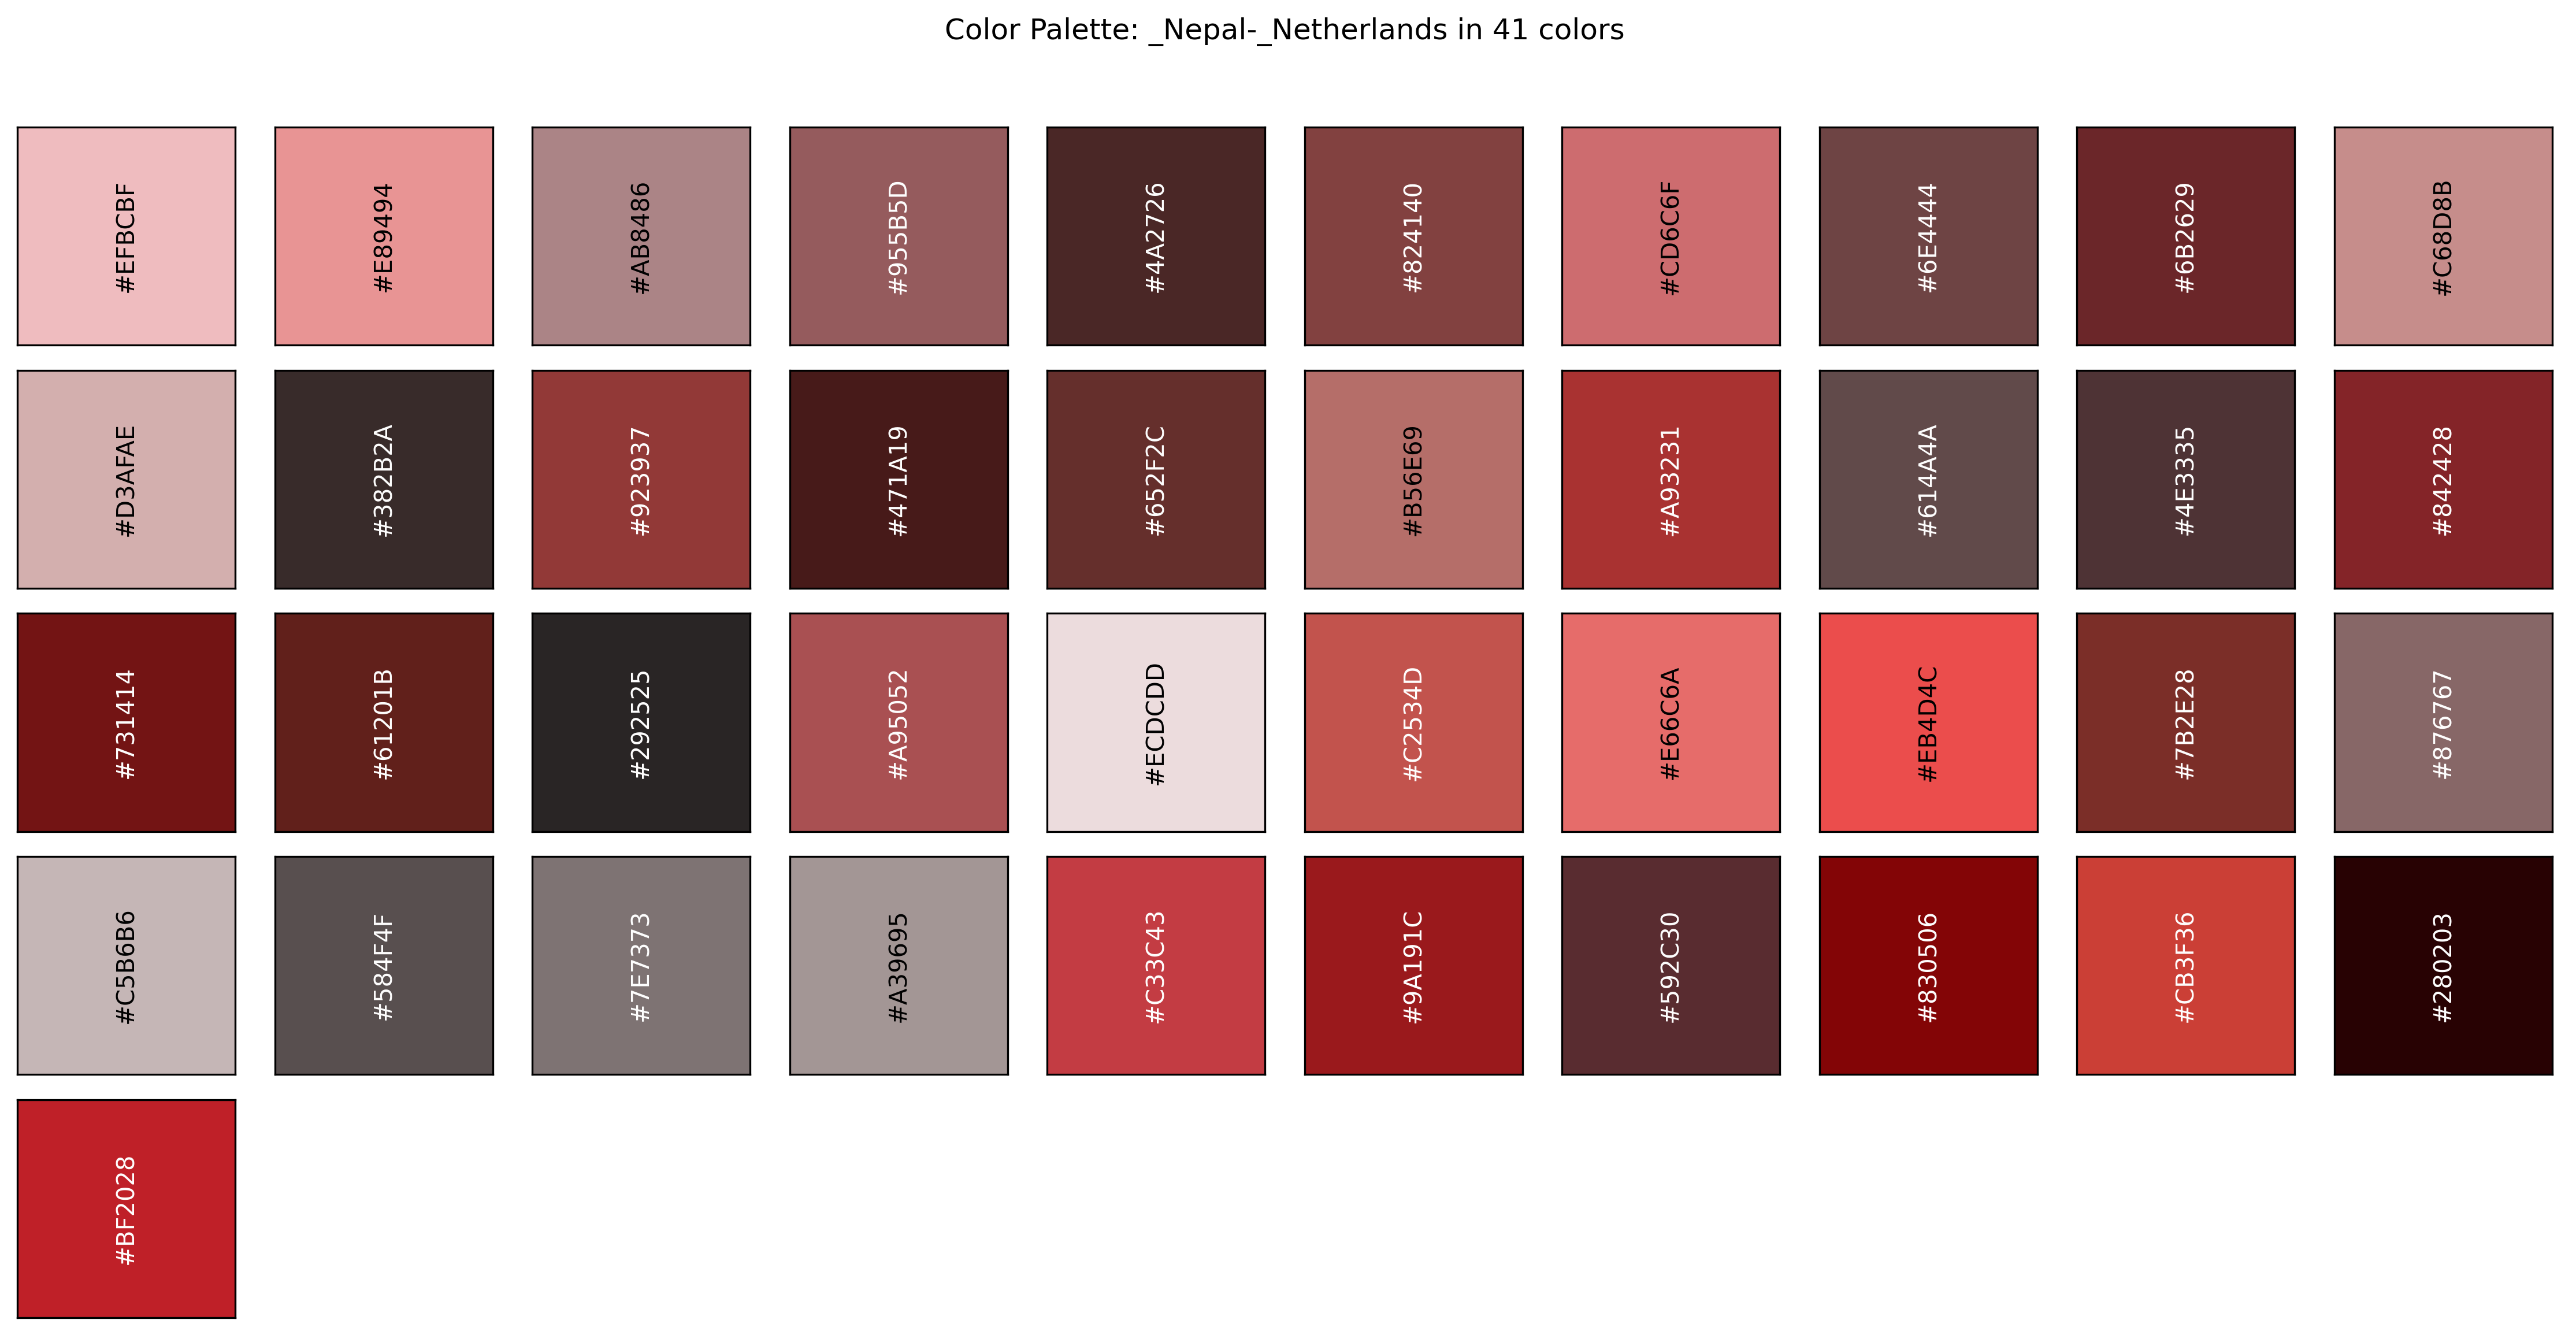 Color Palette: _Nepal-_Netherlands in 41 colors
#EFBCBF
#E89494
#AB8486
#955B5D
#4A2726
#824140
#CD6C6F
#6E4444
#6B2629
#C68D8B
#D3AFAE
#382B2A
#923937
#471A19
#652F2C
#B56E69
#A93231
#614A4A
#4E3335
#842428
#731414
#61201B
#292525
#A95052
#ECDCDD
#C2534D
#E66C6A
#EB4D4C
#7B2E28
#876767
#C5B6B6
#584F4F
#7E7373
#A39695
#C33C43
#9A191C
#592C30
#830506
#CB3F36
#280203
#BF2028